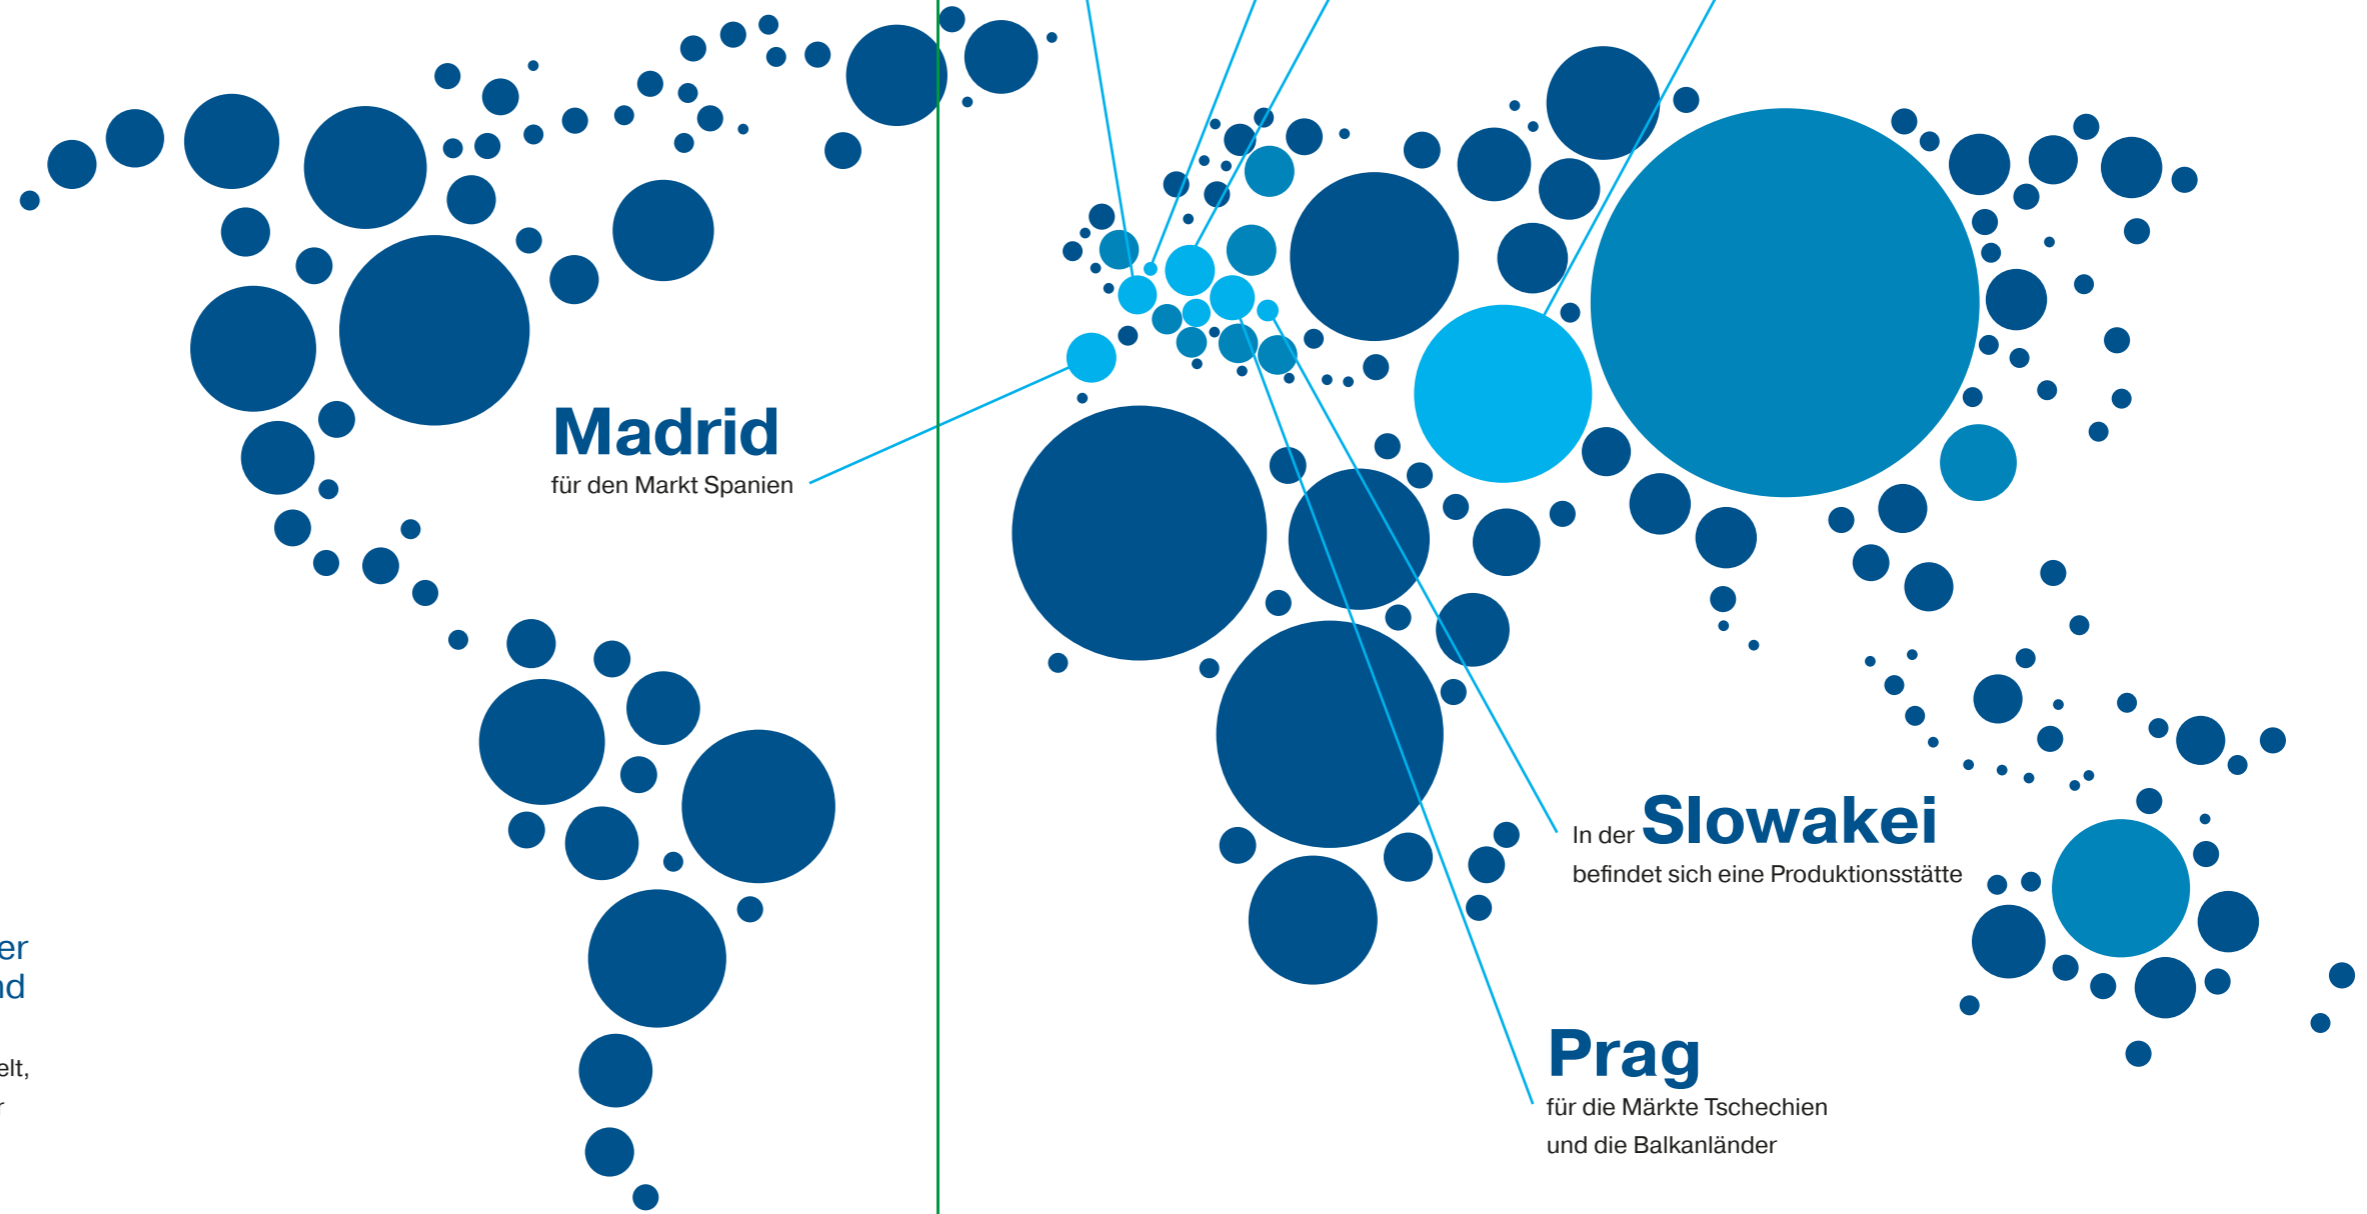 Madrid
für den Markt Spanien
In der Slowakei
befindet sich eine Produktionsstätte
Prag
für die Märkte Tschechien
und die Balkanländer